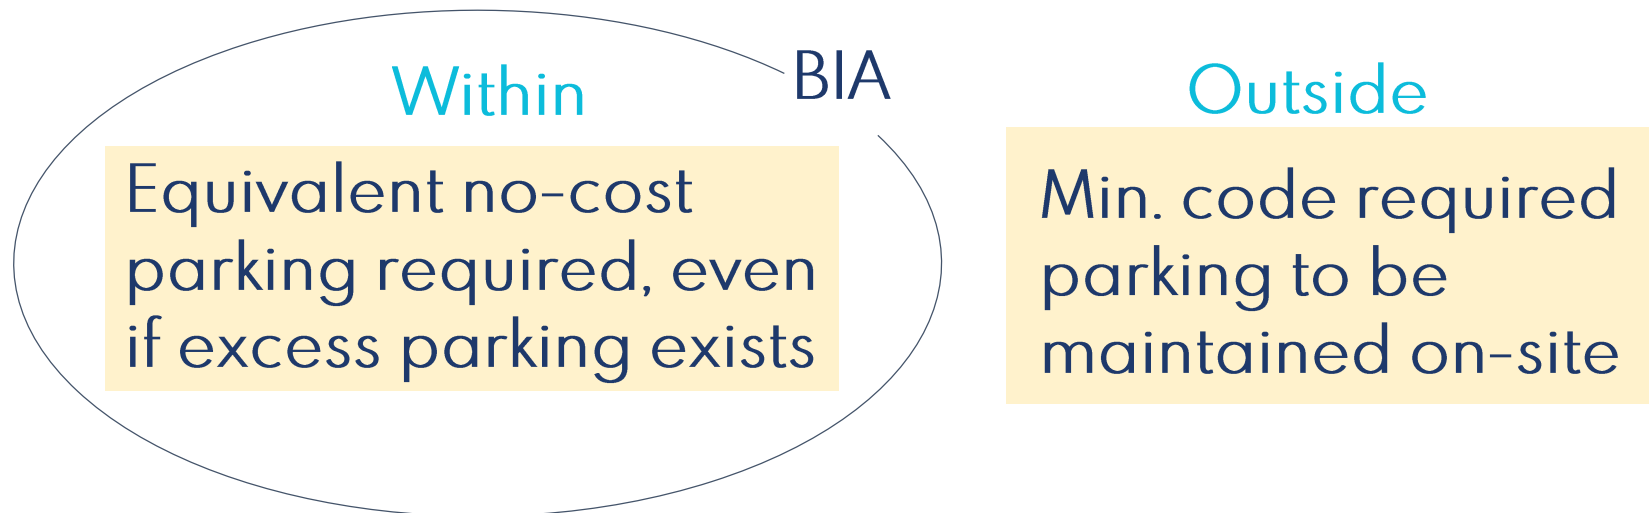 BIA
Within
Equivalent no-cost
parking required, even
if excess parking exists
Outside
Min. code required
parking to be
maintained on-site